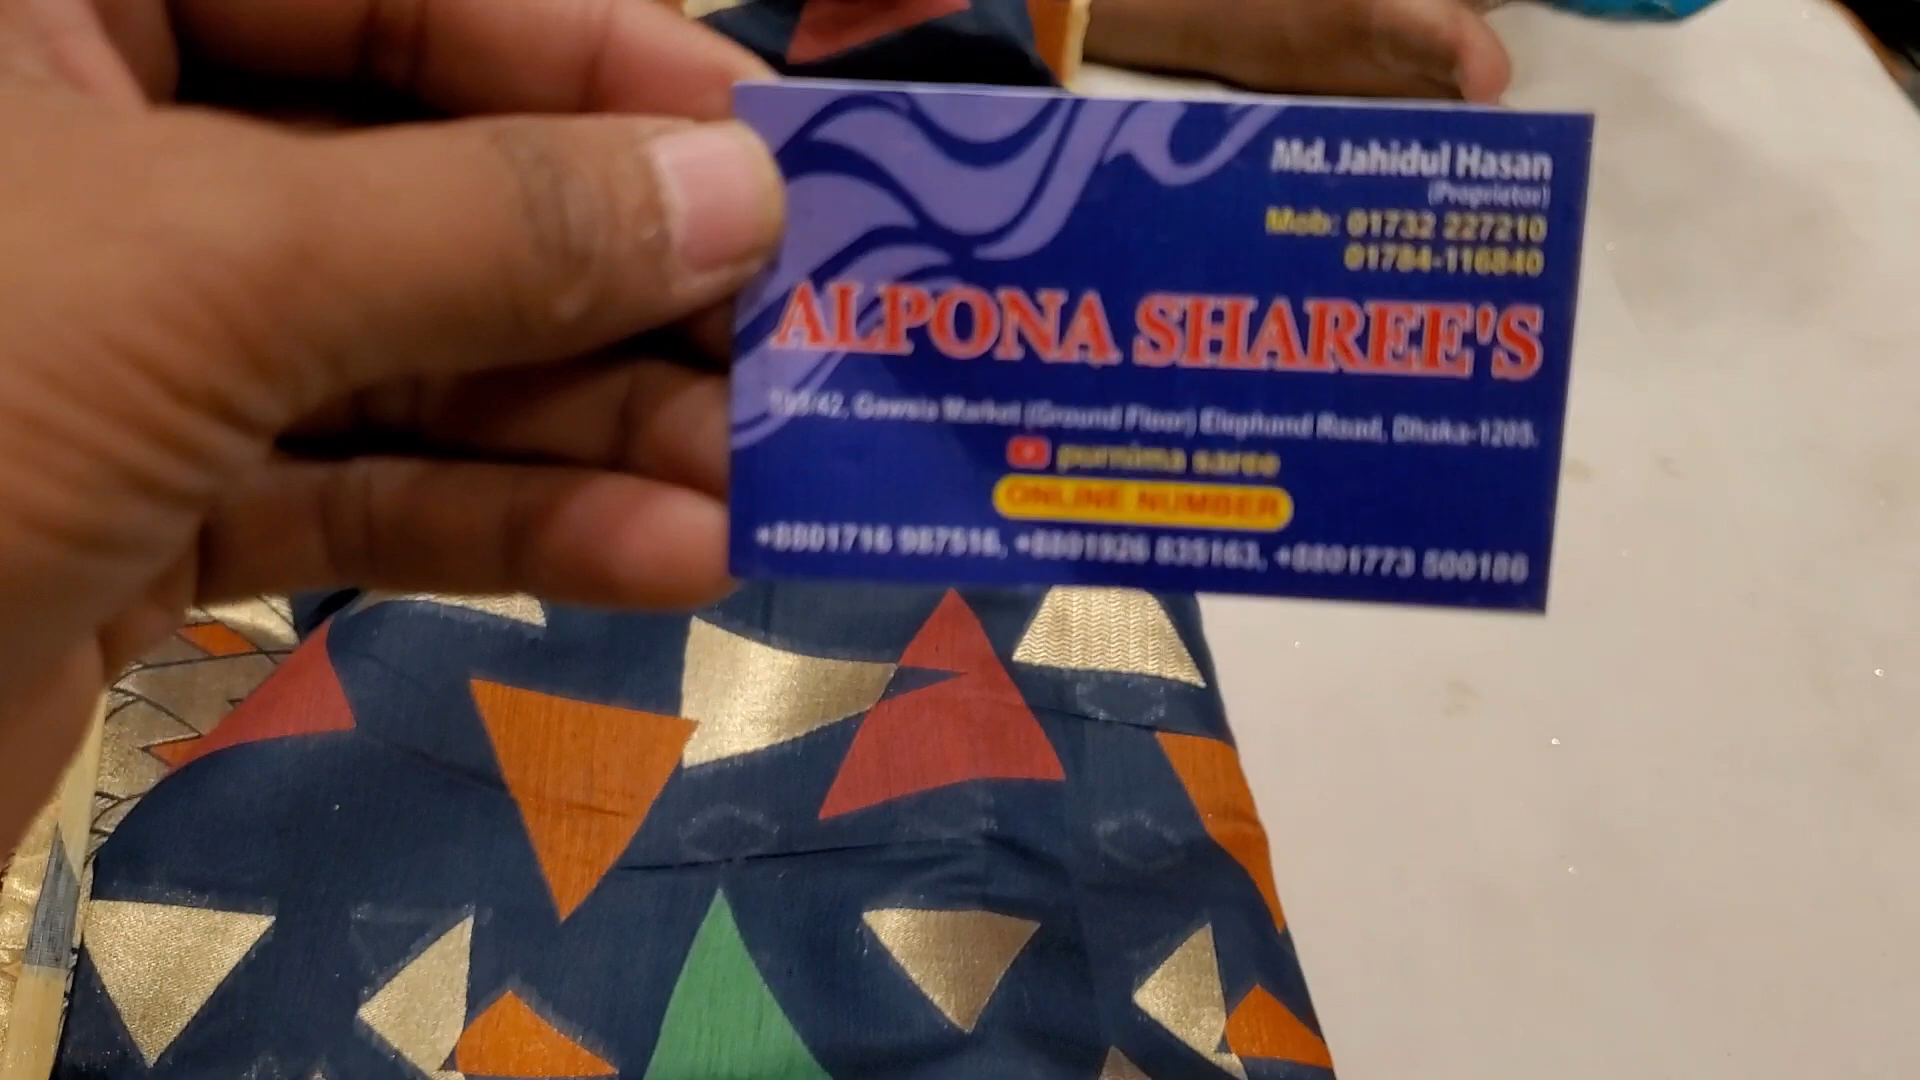 Md. Jahidul Hasan
(Proprietor)
Mob: 01732 227210
01784-116840
ALPONA SHAREE'S
Gawsia Market (Ground Floor) Elephand Road, Dhaka-1205.
purnima saree
ONLINE NUMBER
+8801716 987516, +8801926 835163, +8801773 500186